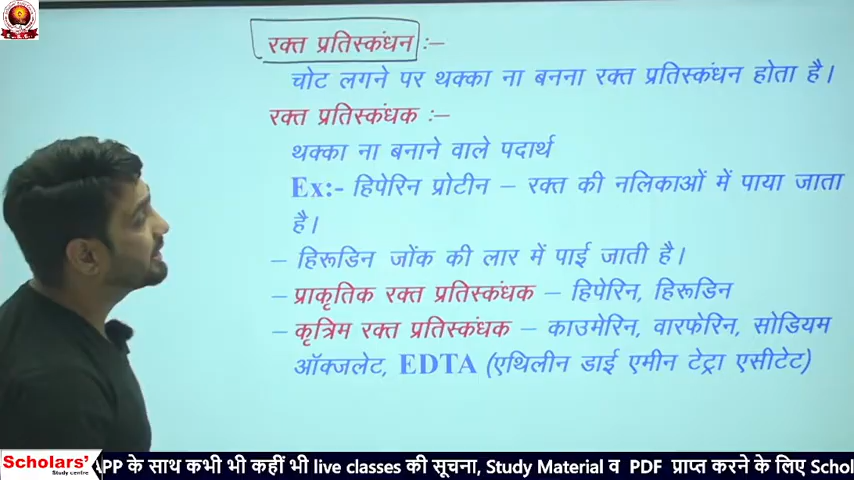 रक्त प्रतिस्कंधन :–
चोट लगने पर थक्का ना बनना रक्त प्रतिस्कंधन होता है।
रक्त प्रतिस्कंधक :–
थक्का ना बनाने वाले पदार्थ
Ex:- हिपेरिन प्रोटीन – रक्त की नलिकाओं में पाया जाता
है।
– हिरूडिन जोंक की लार में पाई जाती है।
– प्राकृतिक रक्त प्रतिस्कंधक – हिपेरिन, हिरूडिन
– कृत्रिम रक्त प्रतिस्कंधक – काउमेरिन, वारफेरिन, सोडियम
ऑक्जलेट, EDTA (एथिलीन डाई एमीन टेट्रा एसीटेट)
Scholars'
Study centre
APP के साथ कभी भी कहीं भी live classes की सूचना, Study Material व PDF प्राप्त करने के लिए Schol